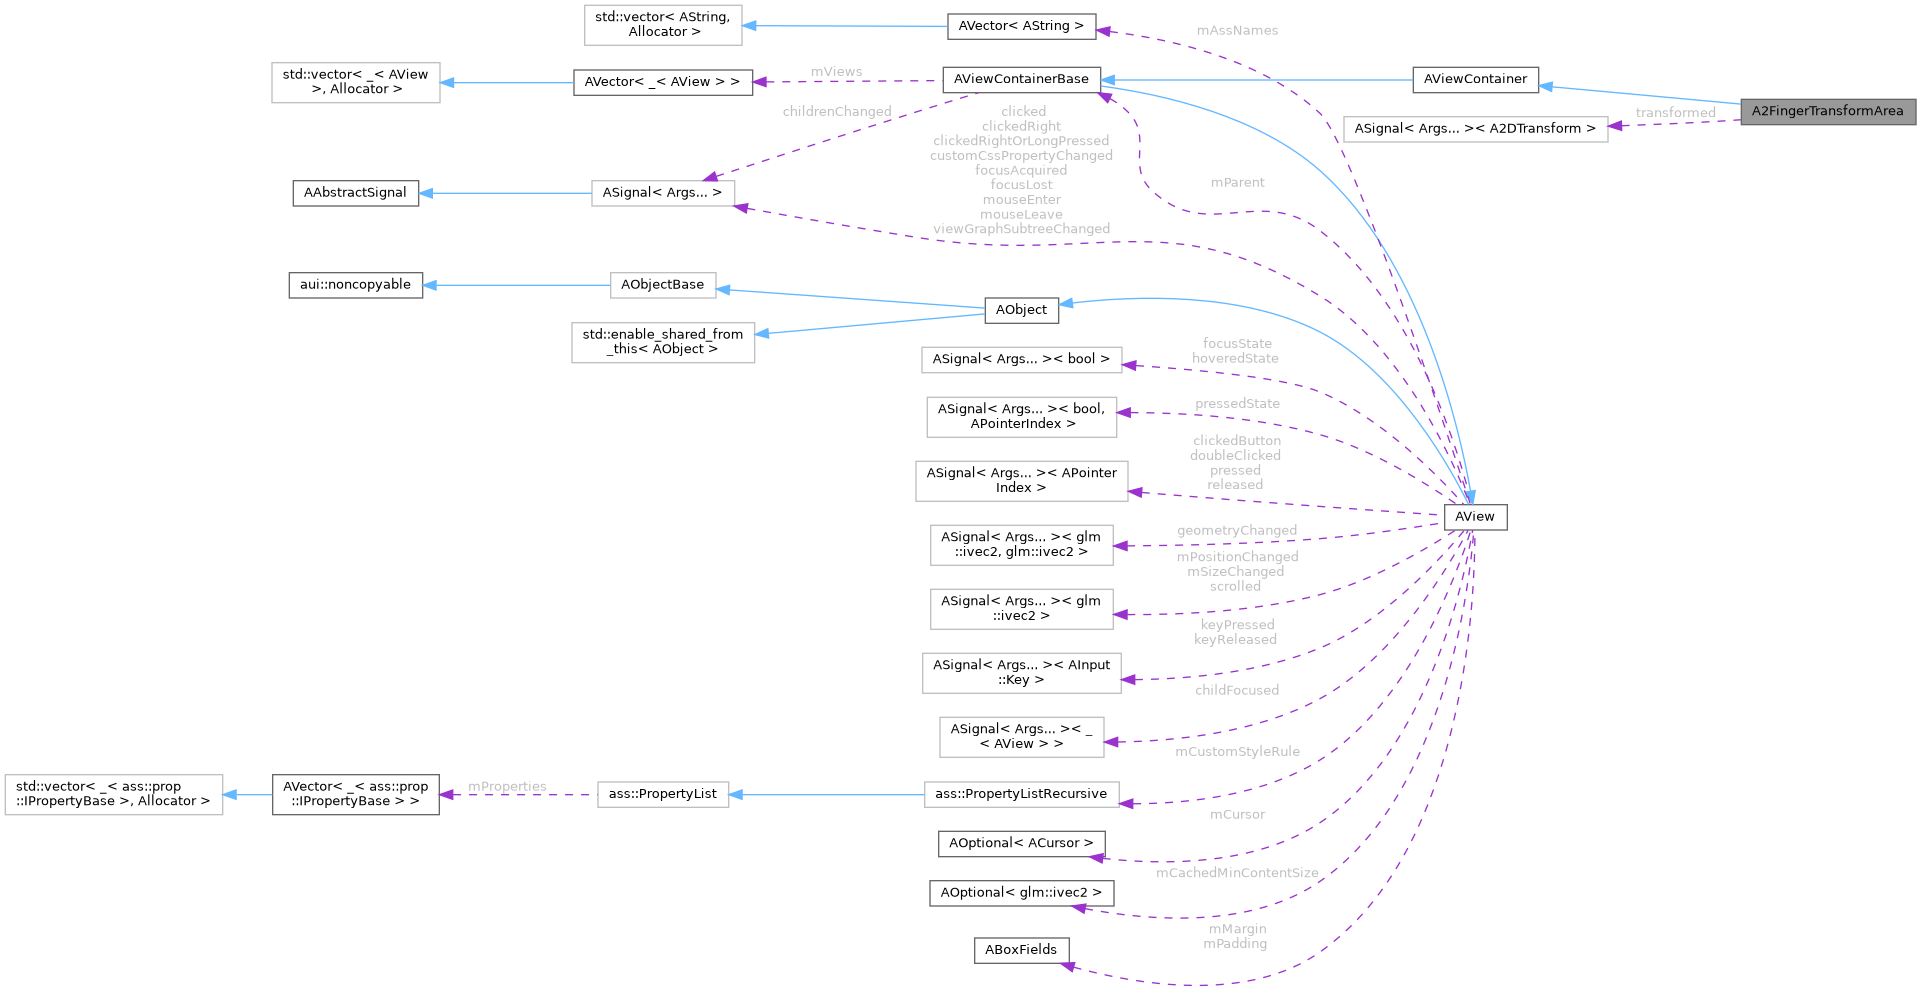 std::vector< AString,
Allocator >
AVector< AString >
mAssNames
std::vector< _< AView
>, Allocator >
AVector< _< AView > >
mViews
AViewContainerBase
AViewContainer
A2FingerTransformArea
transformed
ASignal< Args... >< A2DTransform >
childrenChanged
clicked
clickedRight
clickedRightOrLongPressed
customCssPropertyChanged
focusAcquired
focusLost
mouseEnter
mouseLeave
viewGraphSubtreeChanged
mParent
AAbstractSignal
ASignal< Args... >
aui::noncopyable
AObjectBase
AObject
std::enable_shared_from
_this< AObject >
ASignal< Args... >< bool >
focusState
hoveredState
ASignal< Args... >< bool,
APointerIndex >
pressedState
ASignal< Args... >< APointer
Index >
clickedButton
doubleClicked
pressed
released
AView
ASignal< Args... >< glm
::ivec2, glm::ivec2 >
geometryChanged
ASignal< Args... >< glm
::ivec2 >
mPositionChanged
mSizeChanged
scrolled
ASignal< Args... >< AInput
::Key >
keyPressed
keyReleased
ASignal< Args... >< _
< AView > >
childFocused
std::vector< _< ass::prop
::IPropertyBase >, Allocator >
AVector< _< ass::prop
::IPropertyBase > >
mProperties
ass::PropertyList
ass::PropertyListRecursive
mCustomStyleRule
AOptional< ACursor >
mCursor
AOptional< glm::ivec2 >
mCachedMinContentSize
ABoxFields
mMargin
mPadding